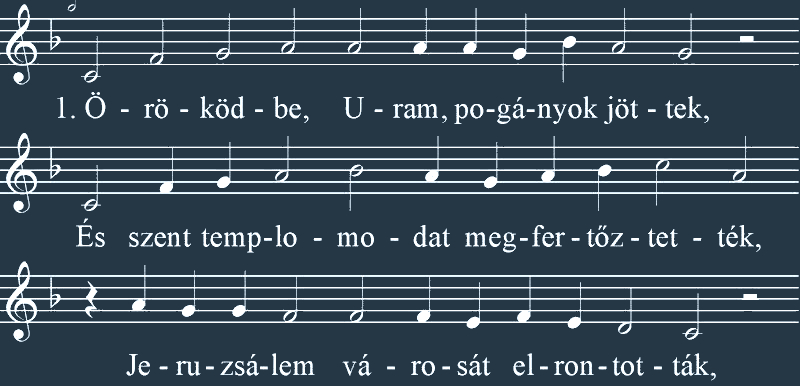 1. Ö - rö - köd - be, U - ram, po-gá-nyok jöt - tek,
És szent temp-lo - mo - dat meg-fer-tőz-tet - ték,
Je - ru - zsá-lem vá - ro-sát el-ron-tot - ták,